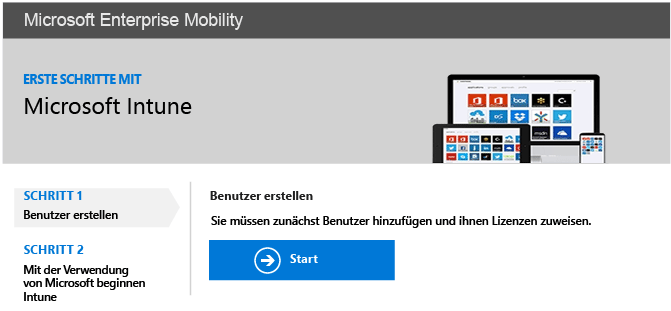 Microsoft Enterprise Mobility
ERSTE SCHRITTE MIT
Microsoft Intune
SCHRITT 1
Benutzer erstellen
SCHRITT 2
Mit der Verwendung
von Microsoft beginnen
Intune
Benutzer erstellen
Sie müssen zunächst Benutzer hinzufügen und ihnen Lizenzen zuweisen.
Start